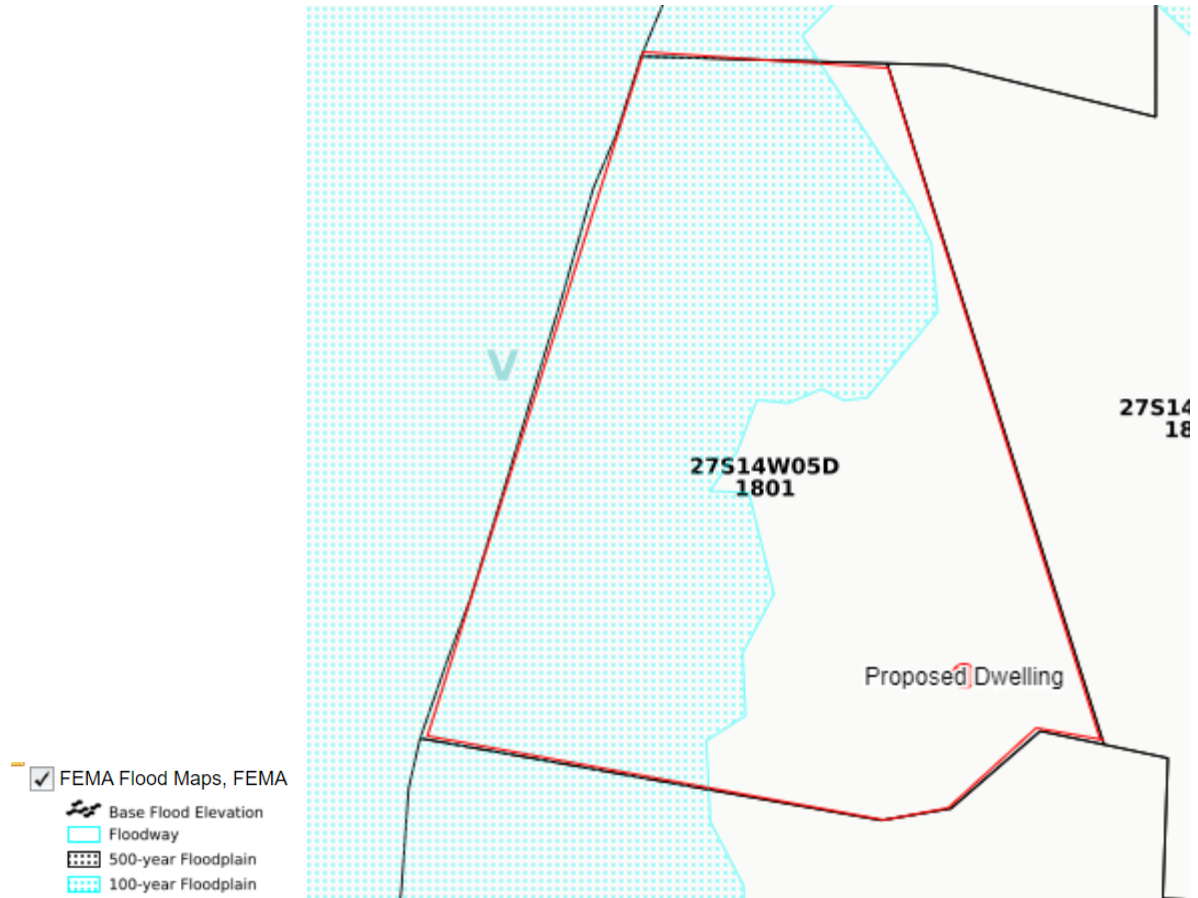 V
27S14
18
27S14W05D
1801
Proposed Dwelling
FEMA Flood Maps, FEMA
Base Flood Elevation
Floodway
500-year Floodplain
100-year Floodplain